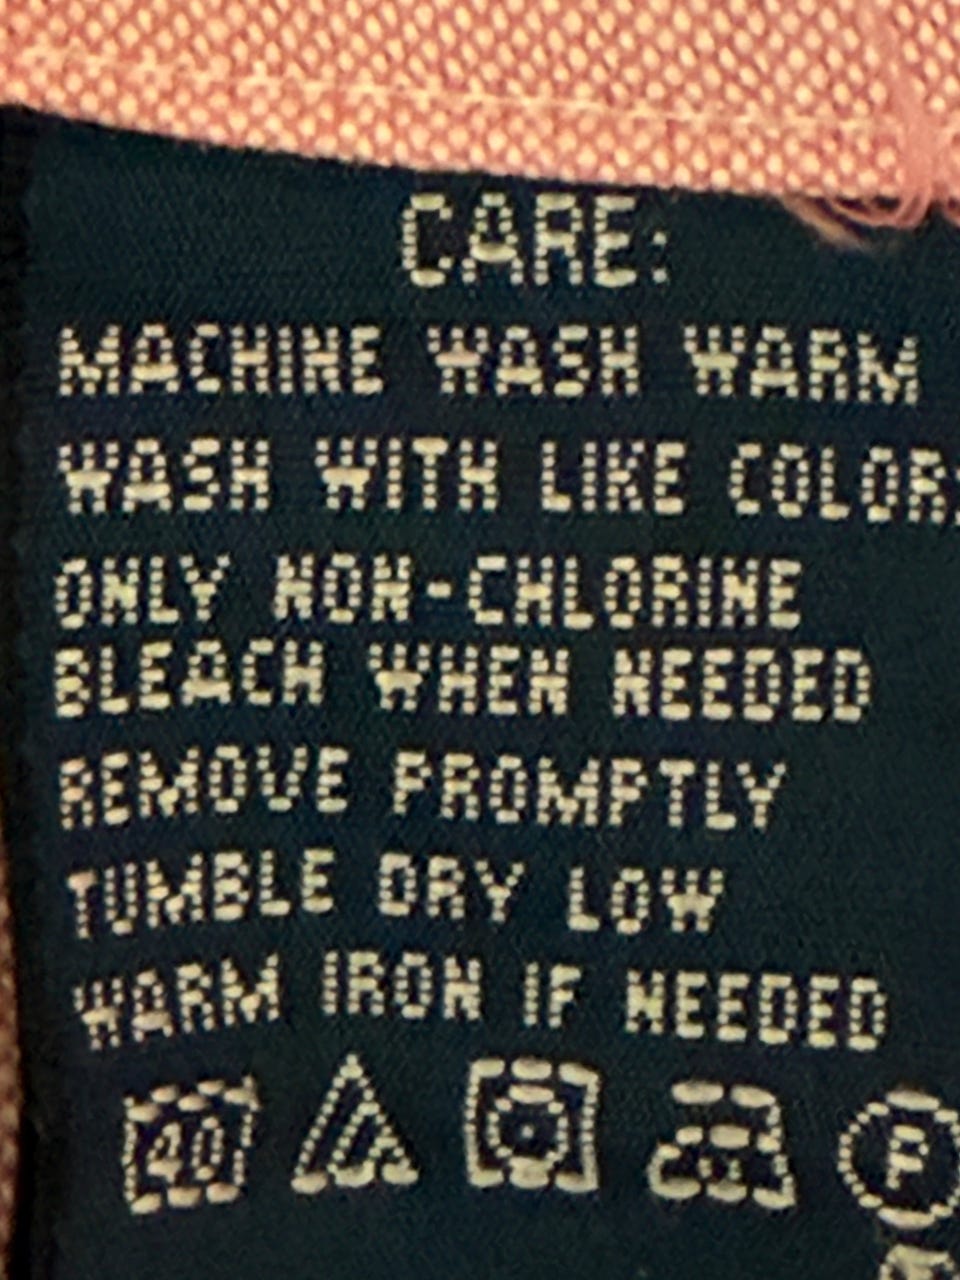 CARE:
MACHINE WASH WARM
WASH WITH LIKE COLOR
ONLY NON-CHLORINE
BLEACH WHEN NEEDED
REMOVE PROMPTLY
TUMBLE DRY LOW
WARM IRON IF NEEDED
40 P